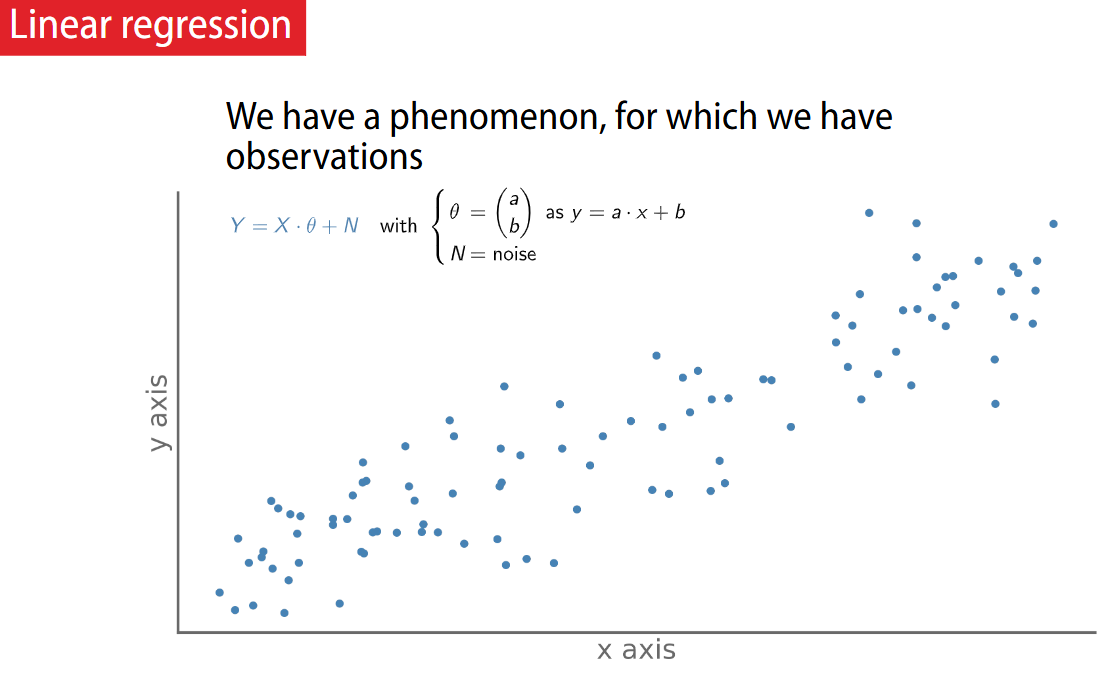 Linear regression
We have a phenomenon, for which we have
observations
Y = X · θ + N with { θ = (a b) as y = a · x + b
N = noise
y axis
x axis